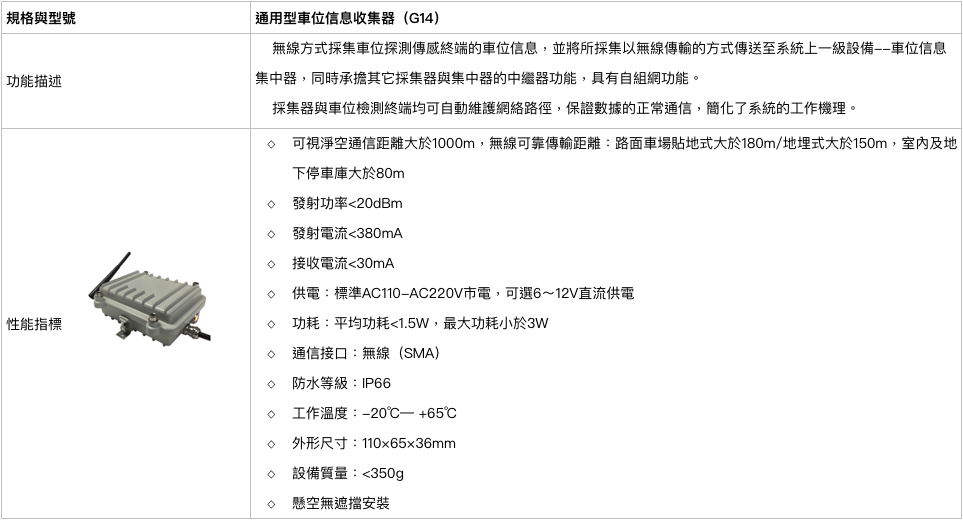 規格與型號
通用型車位信息收集器（G14）
功能描述
無線方式採集車位探測傳感終端的車位信息，並將所採集以無線傳輸的方式傳送至系統上一級設備--車位信息
集中器，同時承擔其它採集器與集中器的中繼器功能，具有自組網功能。
採集器與車位檢測終端均可自動維護網絡路徑，保證數據的正常通信，簡化了系統的工作機理。
性能指標
◇ 可視淨空通信距離大於1000m，無線可靠傳輸距離：路面車場貼地式大於180m/地埋式大於150m，室內及地
下停車庫大於80m
◇ 發射功率<20dBm
◇ 發射電流<380mA
◇ 接收電流<30mA
◇ 供電：標準AC110-AC220V市電，可選6～12V直流供電
◇ 功耗：平均功耗<1.5W，最大功耗小於3W
◇ 通信接口：無線（SMA）
◇ 防水等級：IP66
◇ 工作溫度：-20℃— +65℃
◇ 外形尺寸：110×65×36mm
◇ 設備質量：<350g
◇ 懸空無遮擋安裝